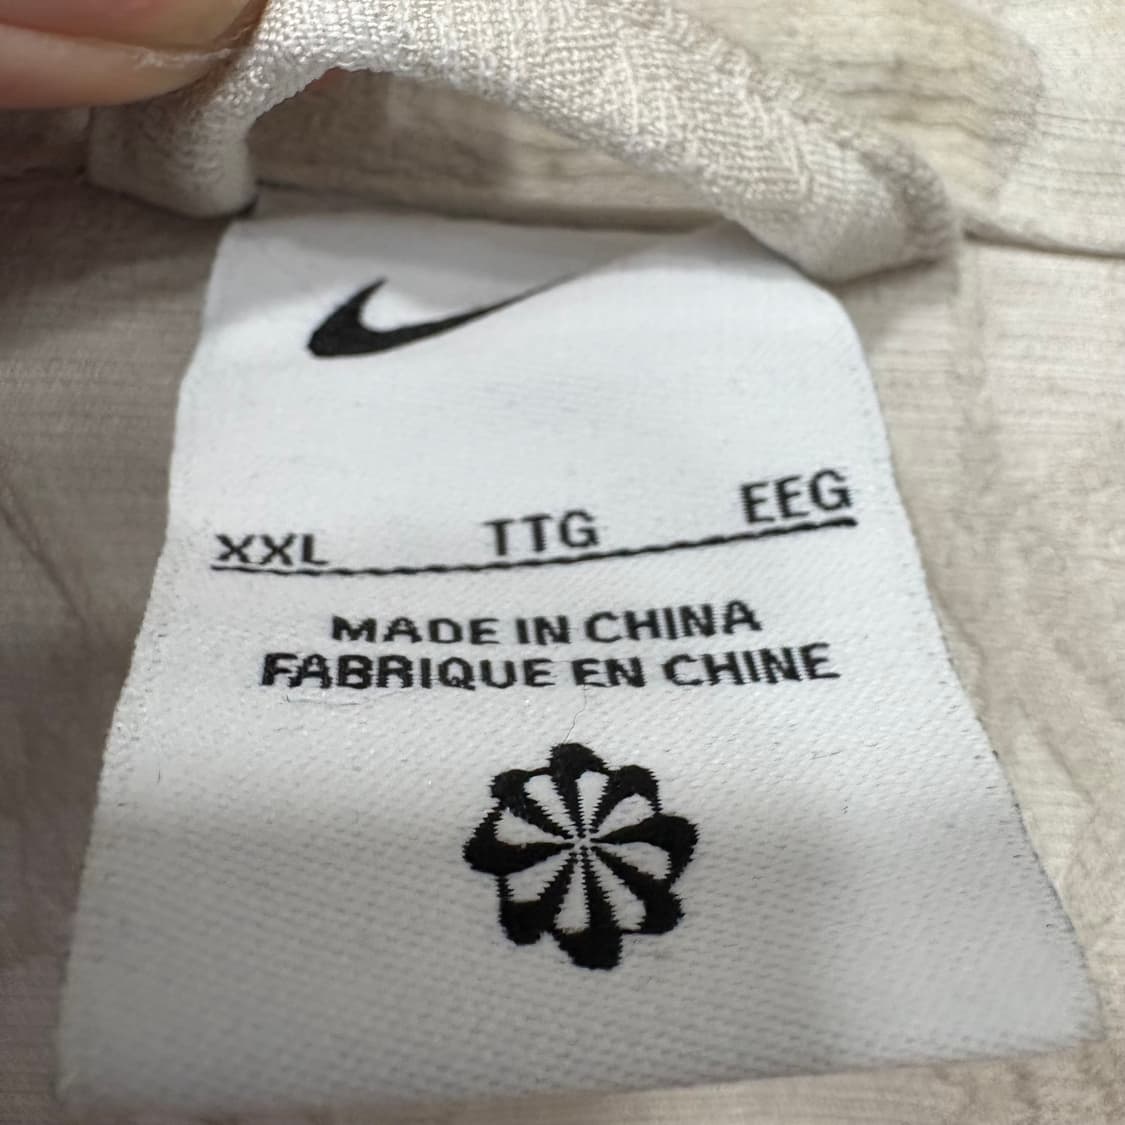 XXL TTG EEG
MADE IN CHINA
FABRIQUE EN CHINE